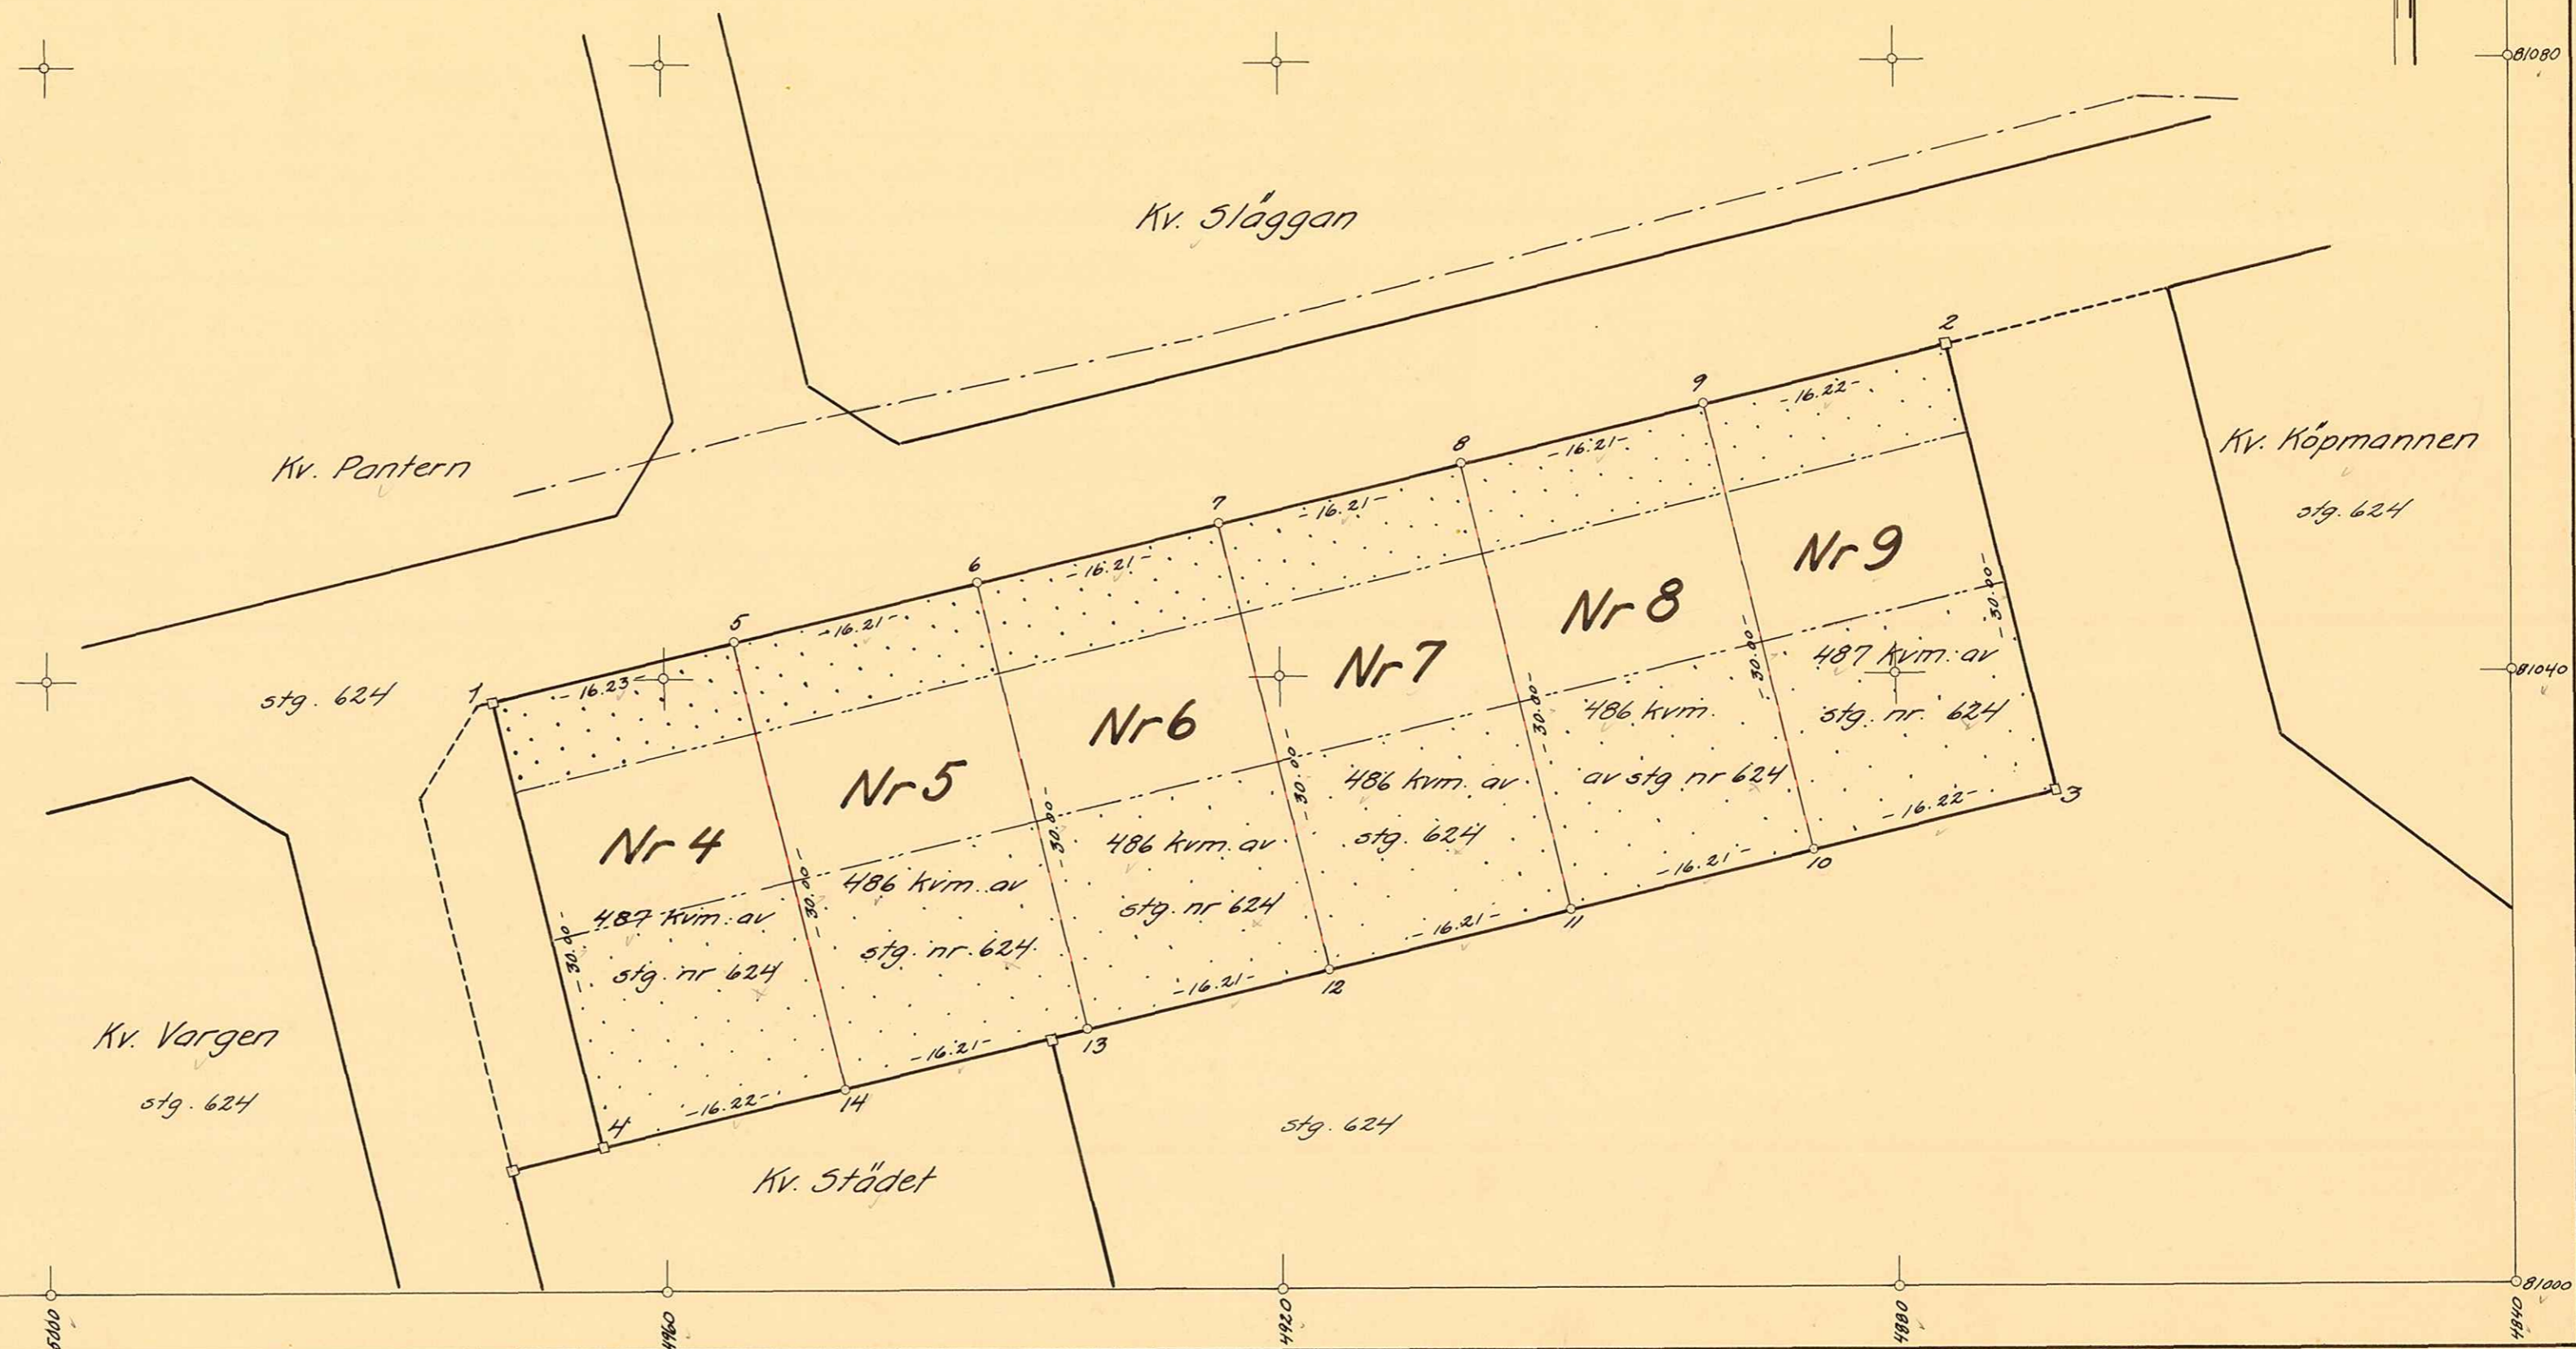 81080
Kv. Släggan
Kv. Pantern
Kv. Köpmannen
stg. 624
2
9
-16.22-
8
-16.21-
7
-16.21-
6
-16.21-
5
-16.21-
1
-16.23-
stg. 624
Nr 9
Nr 8
Nr 7
Nr 6
Nr 5
Nr 4
-30.00-
-30.00-
-30.00-
-30.00-
-30.00-
-30.00-
-30.00-
81040
487 kvm. av
stg. nr. 624
486 kvm.
av stg nr 624
486 kvm. av
stg. 624
486 kvm. av
stg. nr 624
486 kvm. av
stg. nr. 624
487 kvm. av
stg. nr 624
3
-16.22-
10
-16.21-
11
-16.21-
12
-16.21-
13
-16.21-
14
-16.22-
4
Kv. Vargen
stg. 624
Kv. Städet
stg. 624
81000
5000
4960
4920
4880
4840